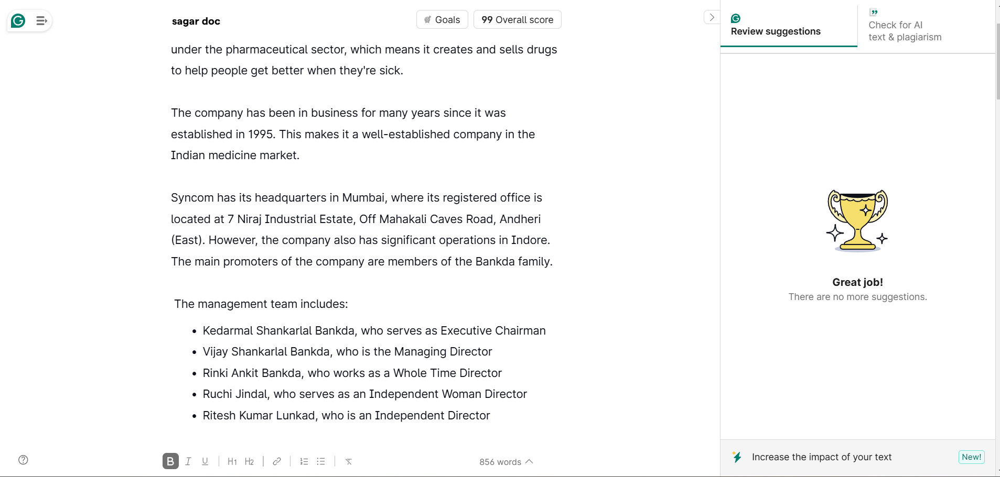 sagar doc
Goals
99 Overall score
under the pharmaceutical sector, which means it creates and sells drugs
to help people get better when they're sick.
The company has been in business for many years since it was
established in 1995. This makes it a well-established company in the
Indian medicine market.
Syncom has its headquarters in Mumbai, where its registered office is
located at 7 Niraj Industrial Estate, Off Mahakali Caves Road, Andheri
(East). However, the company also has significant operations in Indore.
The main promoters of the company are members of the Bankda family.
The management team includes:
• Kedarmal Shankarlal Bankda, who serves as Executive Chairman
• Vijay Shankarlal Bankda, who is the Managing Director
• Rinki Ankit Bankda, who works as a Whole Time Director
• Ruchi Jindal, who serves as an Independent Woman Director
• Ritesh Kumar Lunkad, who is an Independent Director
B I U H1 H2
856 words
Review suggestions
Check for AI
text & plagiarism
Great job!
There are no more suggestions.
Increase the impact of your text
New!